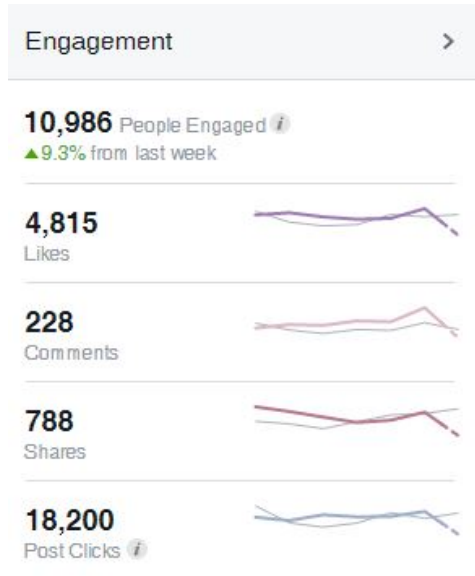 Engagement
10,986 People Engaged i
▲9.3% from last week
4,815
Likes
228
Comments
788
Shares
18,200
Post Clicks i